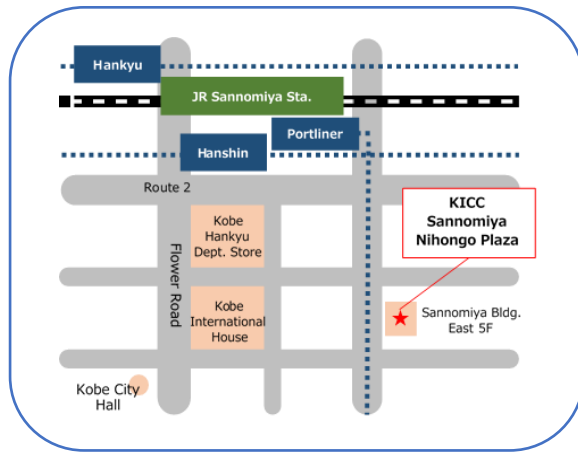 Hankyu
JR Sannomiya Sta.
Portliner
Hanshin
Route 2
KICC
Sannomiya
Nihongo Plaza
Kobe
Hankyu
Dept. Store
Flower Road
Kobe
International
House
Sannomiya Bldg.
East 5F
Kobe City
Hall